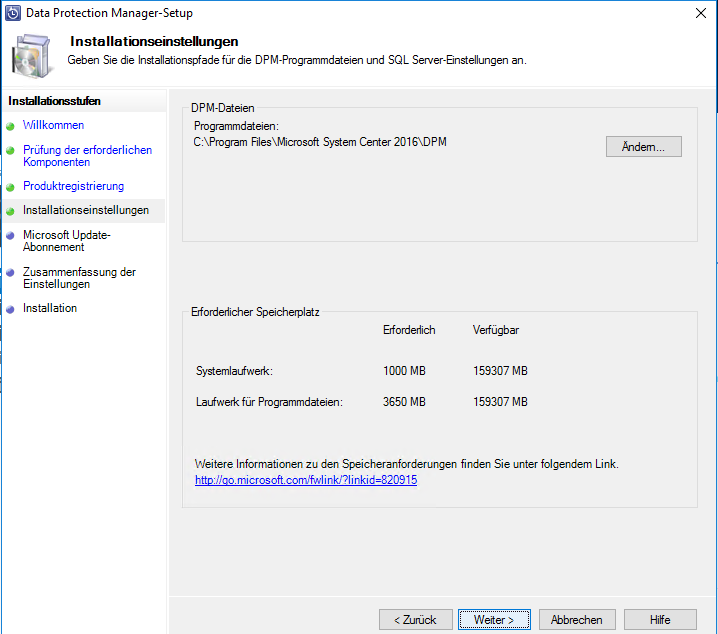 Data Protection Manager-Setup
Installationseinstellungen
Geben Sie die Installationspfade für die DPM-Programmdateien und SQL Server-Einstellungen an.
Installationsstufen
Willkommen
Prüfung der erforderlichen
Komponenten
Produktregistrierung
Installationseinstellungen
Microsoft Update-
Abonnement
Zusammenfassung der
Einstellungen
Installation
DPM-Dateien
Programmdateien:
C:\Program Files\Microsoft System Center 2016\DPM
Ändern...
Erforderlicher Speicherplatz
Erforderlich Verfügbar
Systemlaufwerk: 1000 MB 159307 MB
Laufwerk für Programmdateien: 3650 MB 159307 MB
Weitere Informationen zu den Speicheranforderungen finden Sie unter folgendem Link.
http://go.microsoft.com/fwlink/?linkid=820915
< Zurück Weiter > Abbrechen Hilfe